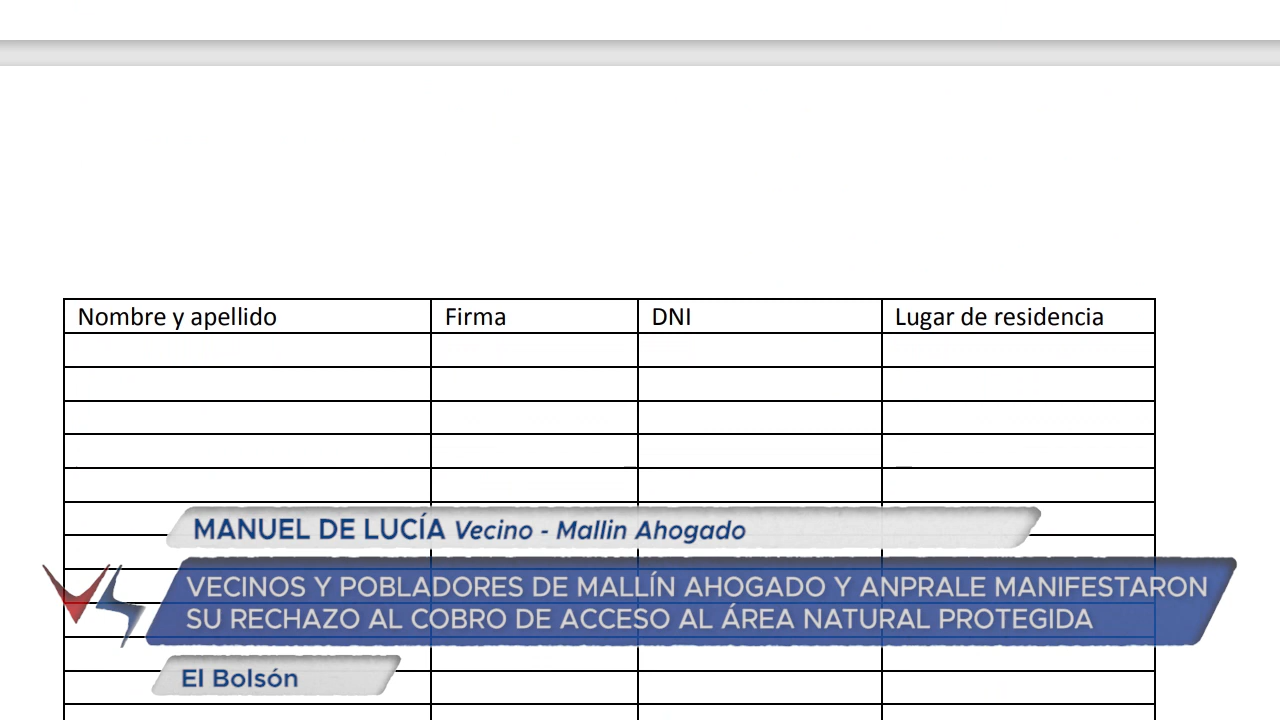 Nombre y apellido Firma DNI Lugar de residencia
MANUEL DE LUCÍA Vecino - Mallin Ahogado
VECINOS Y POBLADORES DE MALLÍN AHOGADO Y ANPRALE MANIFESTARON
SU RECHAZO AL COBRO DE ACCESO AL ÁREA NATURAL PROTEGIDA
El Bolsón